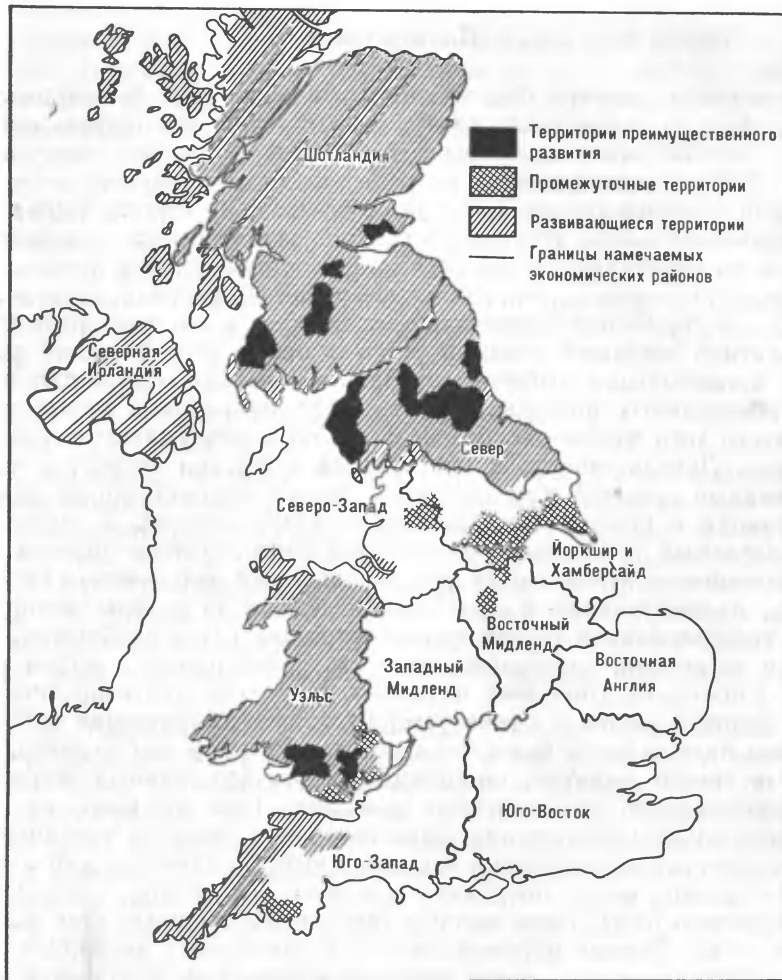 Шотландия
Территории преимущественного
развития
Промежуточные территории
Развивающиеся территории
Границы намечаемых
экономических районов
Северная
Ирландия
Север
Северо-Запад
Йоркшир и
Хамберсайд
Восточный
Мидленд
Западный
Мидленд
Восточная
Англия
Уэльс
Юго-Восток
Юго-Запад